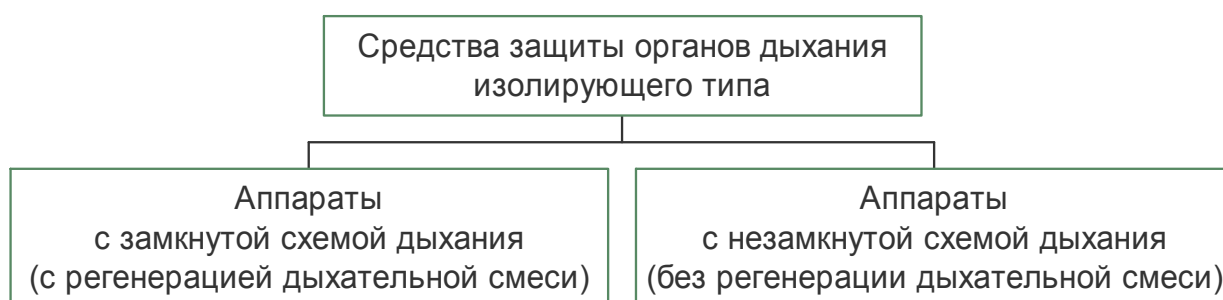 Средства защиты органов дыхания
изолирующего типа
Аппараты
с замкнутой схемой дыхания
(с регенерацией дыхательной смеси)
Аппараты
с незамкнутой схемой дыхания
(без регенерации дыхательной смеси)